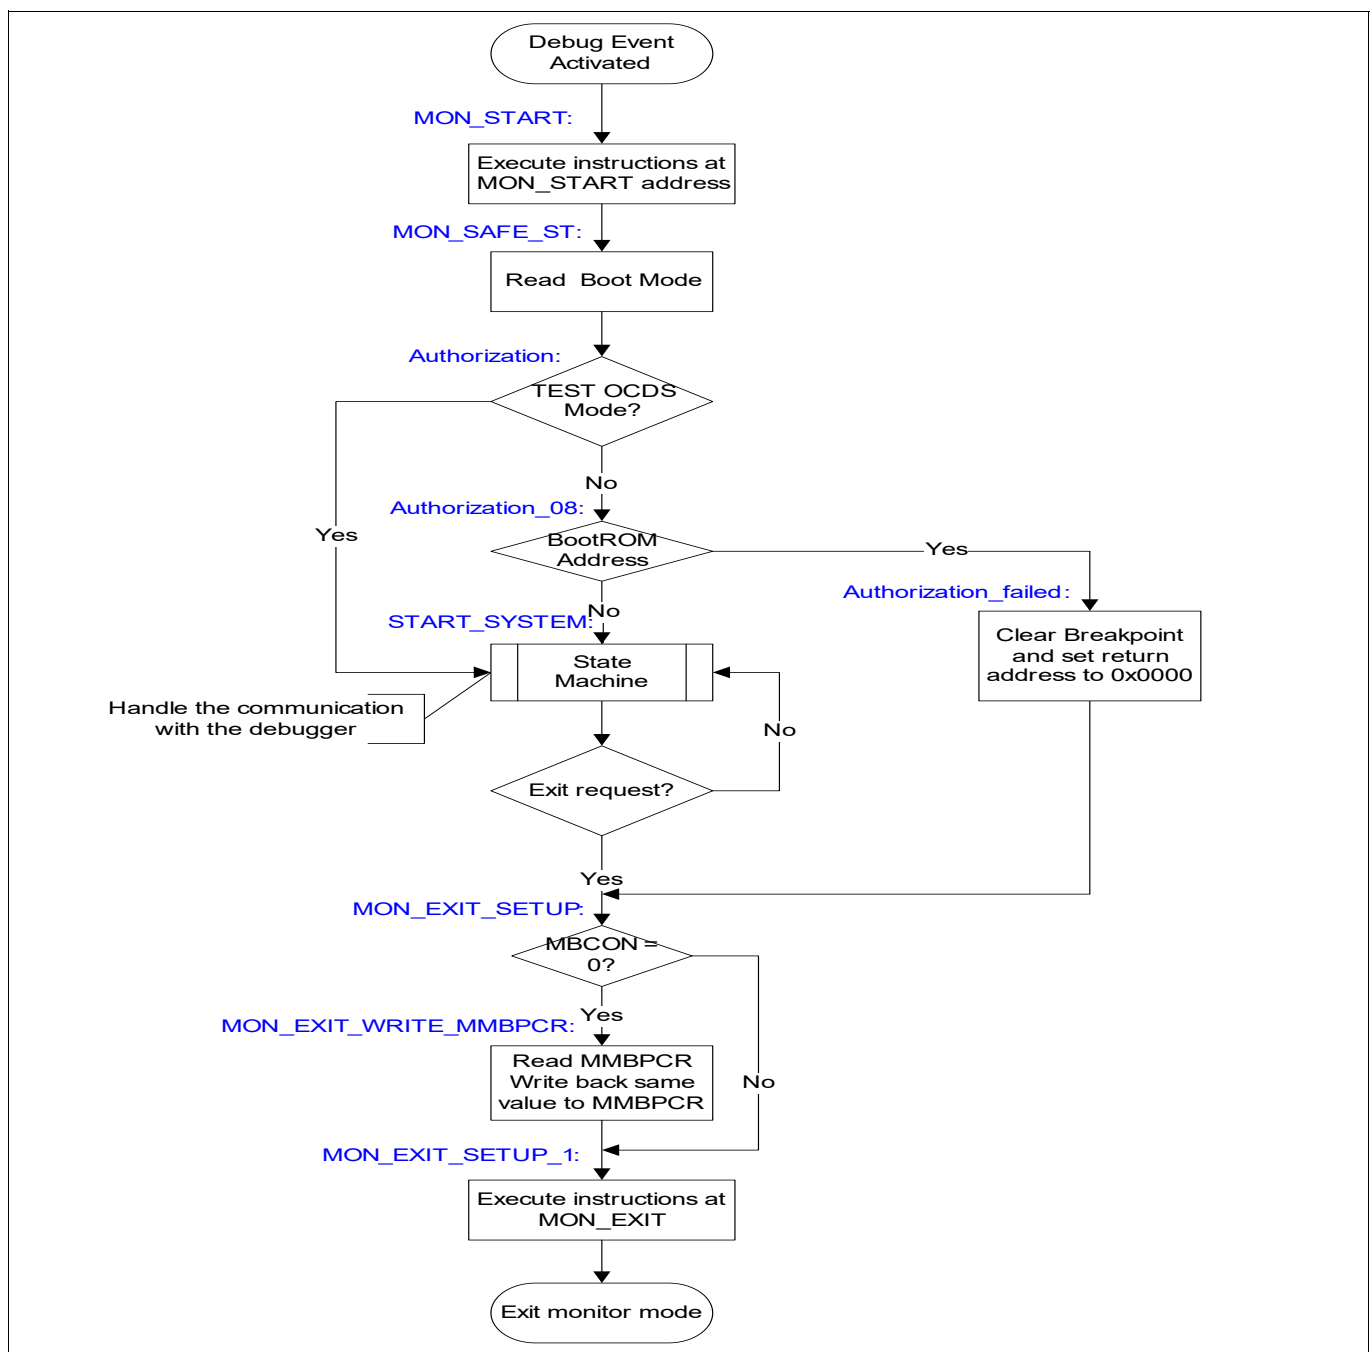 Debug Event
Activated
MON_START:
Execute instructions at
MON_START address
MON_SAFE_ST:
Read Boot Mode
Authorization:
TEST OCDS
Mode?
No
Authorization_08:
Yes
BootROM
Address
Yes
Authorization_failed:
No
START_SYSTEM:
Clear Breakpoint
and set return
address to 0x0000
State
Machine
Handle the communication
with the debugger
No
Exit request?
Yes
MON_EXIT_SETUP:
MBCON =
0?
Yes
MON_EXIT_WRITE_MMBPCR:
Read MMBPCR
Write back same
value to MMBPCR
No
MON_EXIT_SETUP_1:
Execute instructions at
MON_EXIT
Exit monitor mode